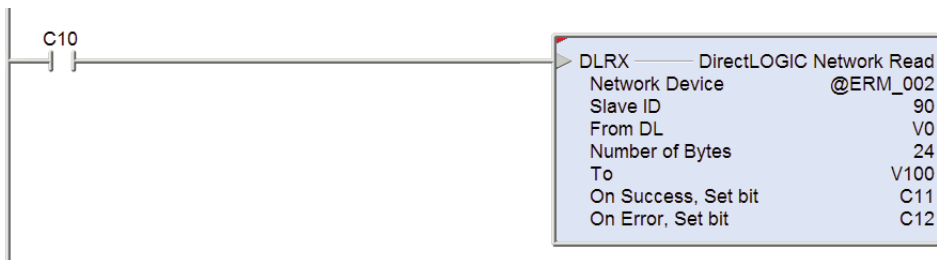 C10
DLRX DirectLOGIC Network Read
Network Device @ERM_002
Slave ID 90
From DL V0
Number of Bytes 24
To V100
On Success, Set bit C11
On Error, Set bit C12